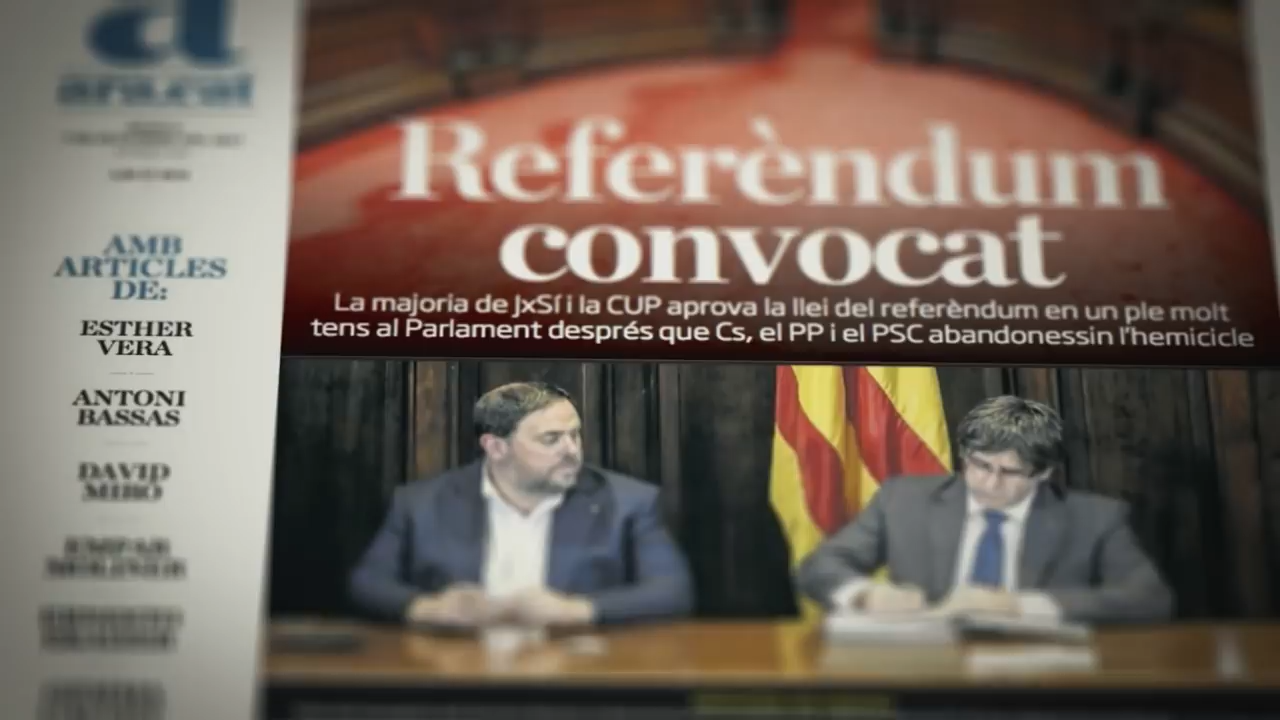 ara.cat
AMB
ARTICLES
DE:
ESTHER
VERA
ANTONI
BASSAS
DAVID
MIRÓ
EMPAR
MOLINER
Referèndum
convocat
La majoria de JxSí i la CUP aprova la llei del referèndum en un ple molt
tens al Parlament després que Cs, el PP i el PSC abandonessin l'hemicicle